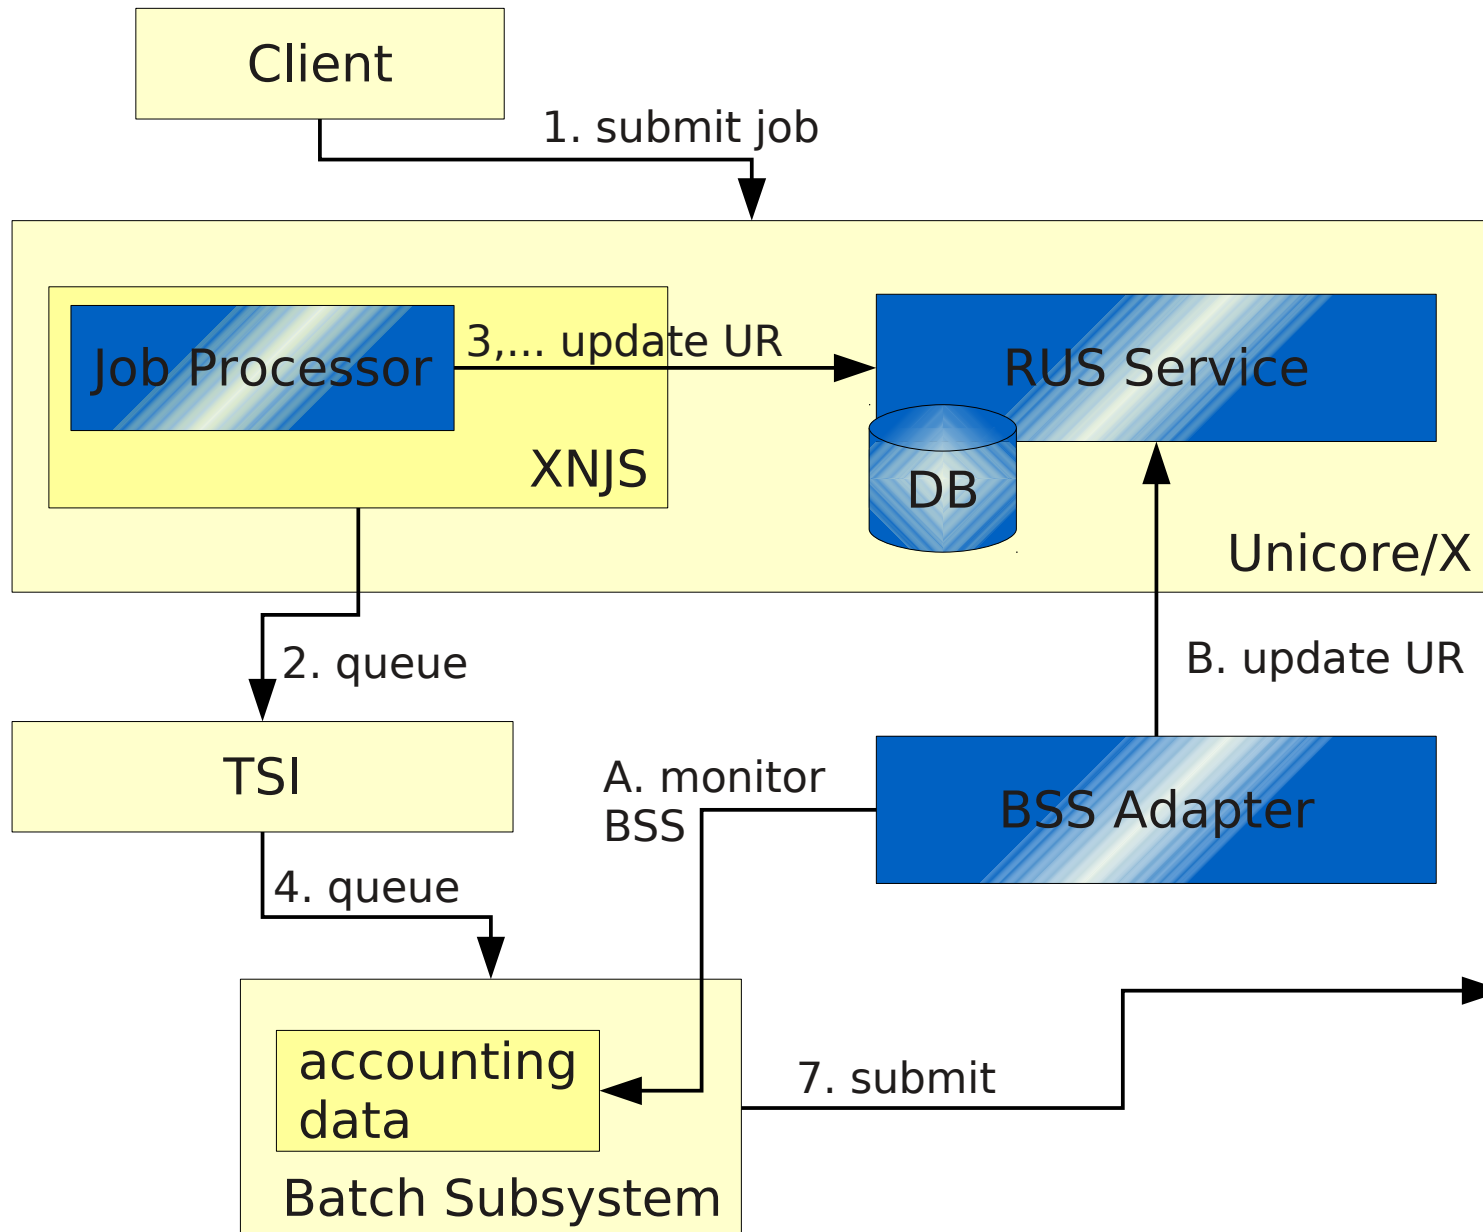 Client
1. submit job
Job Processor
3,... update UR
RUS Service
XNJS
DB
Unicore/X
2. queue
B. update UR
TSI
A. monitor
BSS
BSS Adapter
4. queue
accounting
data
7. submit
Batch Subsystem